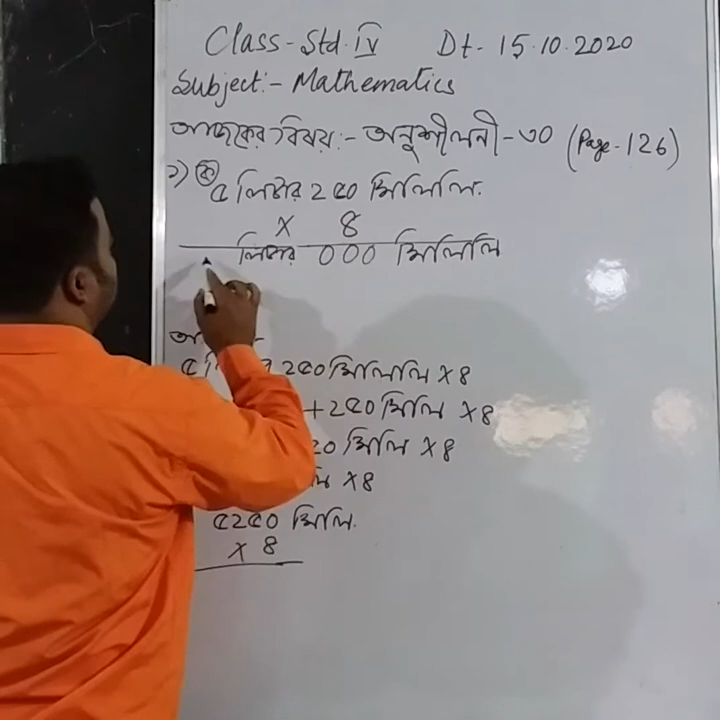 Class-Std. IV Dt- 15.10.2020
Subject:- Mathematics
আজকের বিষয়:- অনুশীলনী-৩০ (Page-126)
১) ক) ৫ লিটার ২৫০ মিলিলি.
× ৪
লিটার ০০০ মিলিলি
২৫০ মিলিলি × ৪
+ ২৫০ মিলি × ৪
মিলি × ৪
× ৪
৫২৫০ মিলি.
× ৪